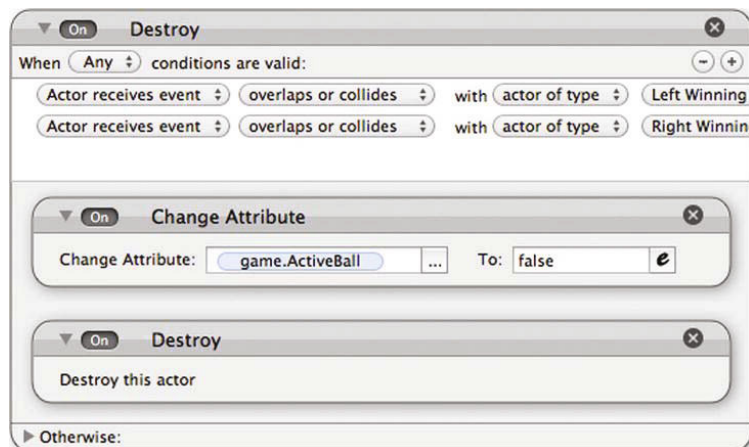 On Destroy
When Any conditions are valid:
Actor receives event overlaps or collides with actor of type Left Winning
Actor receives event overlaps or collides with actor of type Right Winnin
On Change Attribute
Change Attribute: game.ActiveBall ... To: false e
On Destroy
Destroy this actor
Otherwise: